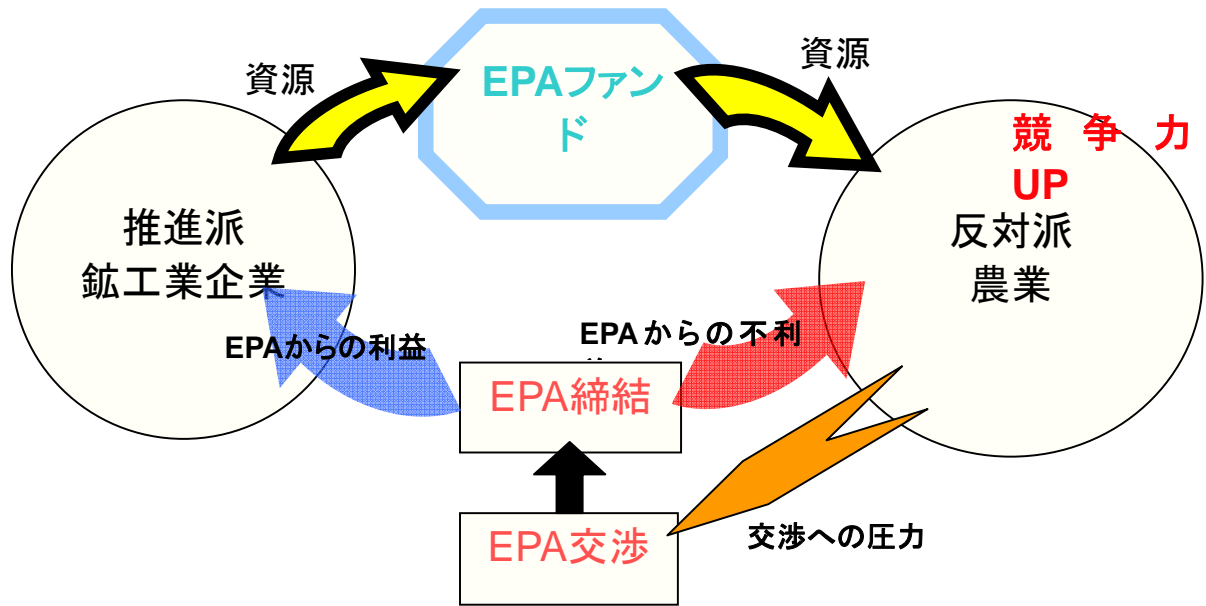 資源
資源
EPAファン
ド
競 争 力
UP
推進派
鉱工業企業
反対派
農業
EPAからの利益
EPAからの不利
EPA締結
EPA交渉
交渉への圧力